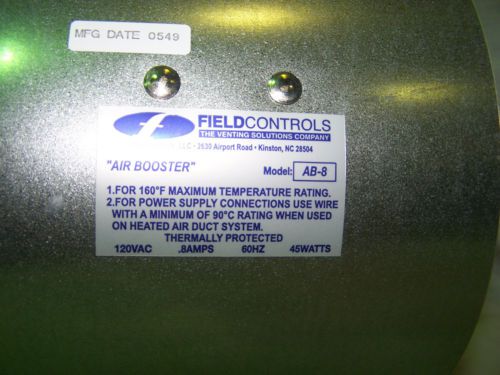 MFG DATE 0549
FIELDCONTROLS
THE VENTING SOLUTIONS COMPANY
LLC • 2630 Airport Road • Kinston, NC 28504
"AIR BOOSTER" Model: AB-8
1.FOR 160°F MAXIMUM TEMPERATURE RATING.
2.FOR POWER SUPPLY CONNECTIONS USE WIRE
WITH A MINIMUM OF 90°C RATING WHEN USED
ON HEATED AIR DUCT SYSTEM.
THERMALLY PROTECTED
120VAC .8AMPS 60HZ 45WATTS